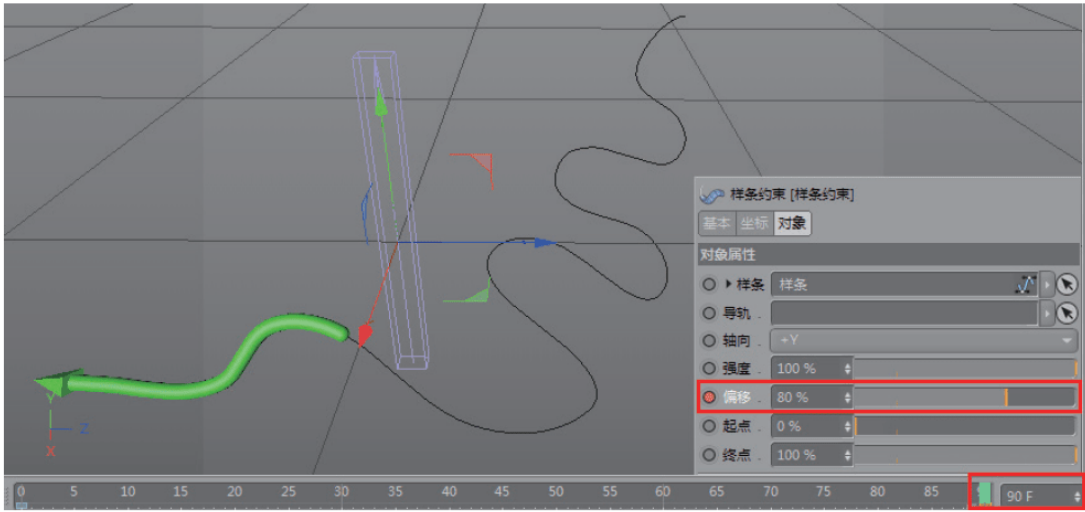 样条约束 [样条约束]
基本 坐标 对象
对象属性
样条 样条
导轨 .
轴向 . +Y
强度 . 100 %
偏移 . 80 %
起点 . 0 %
终点 . 100 %
Y
Z
X
0 5 10 15 20 25 30 35 40 45 50 55 60 65 70 75 80 85 90 F